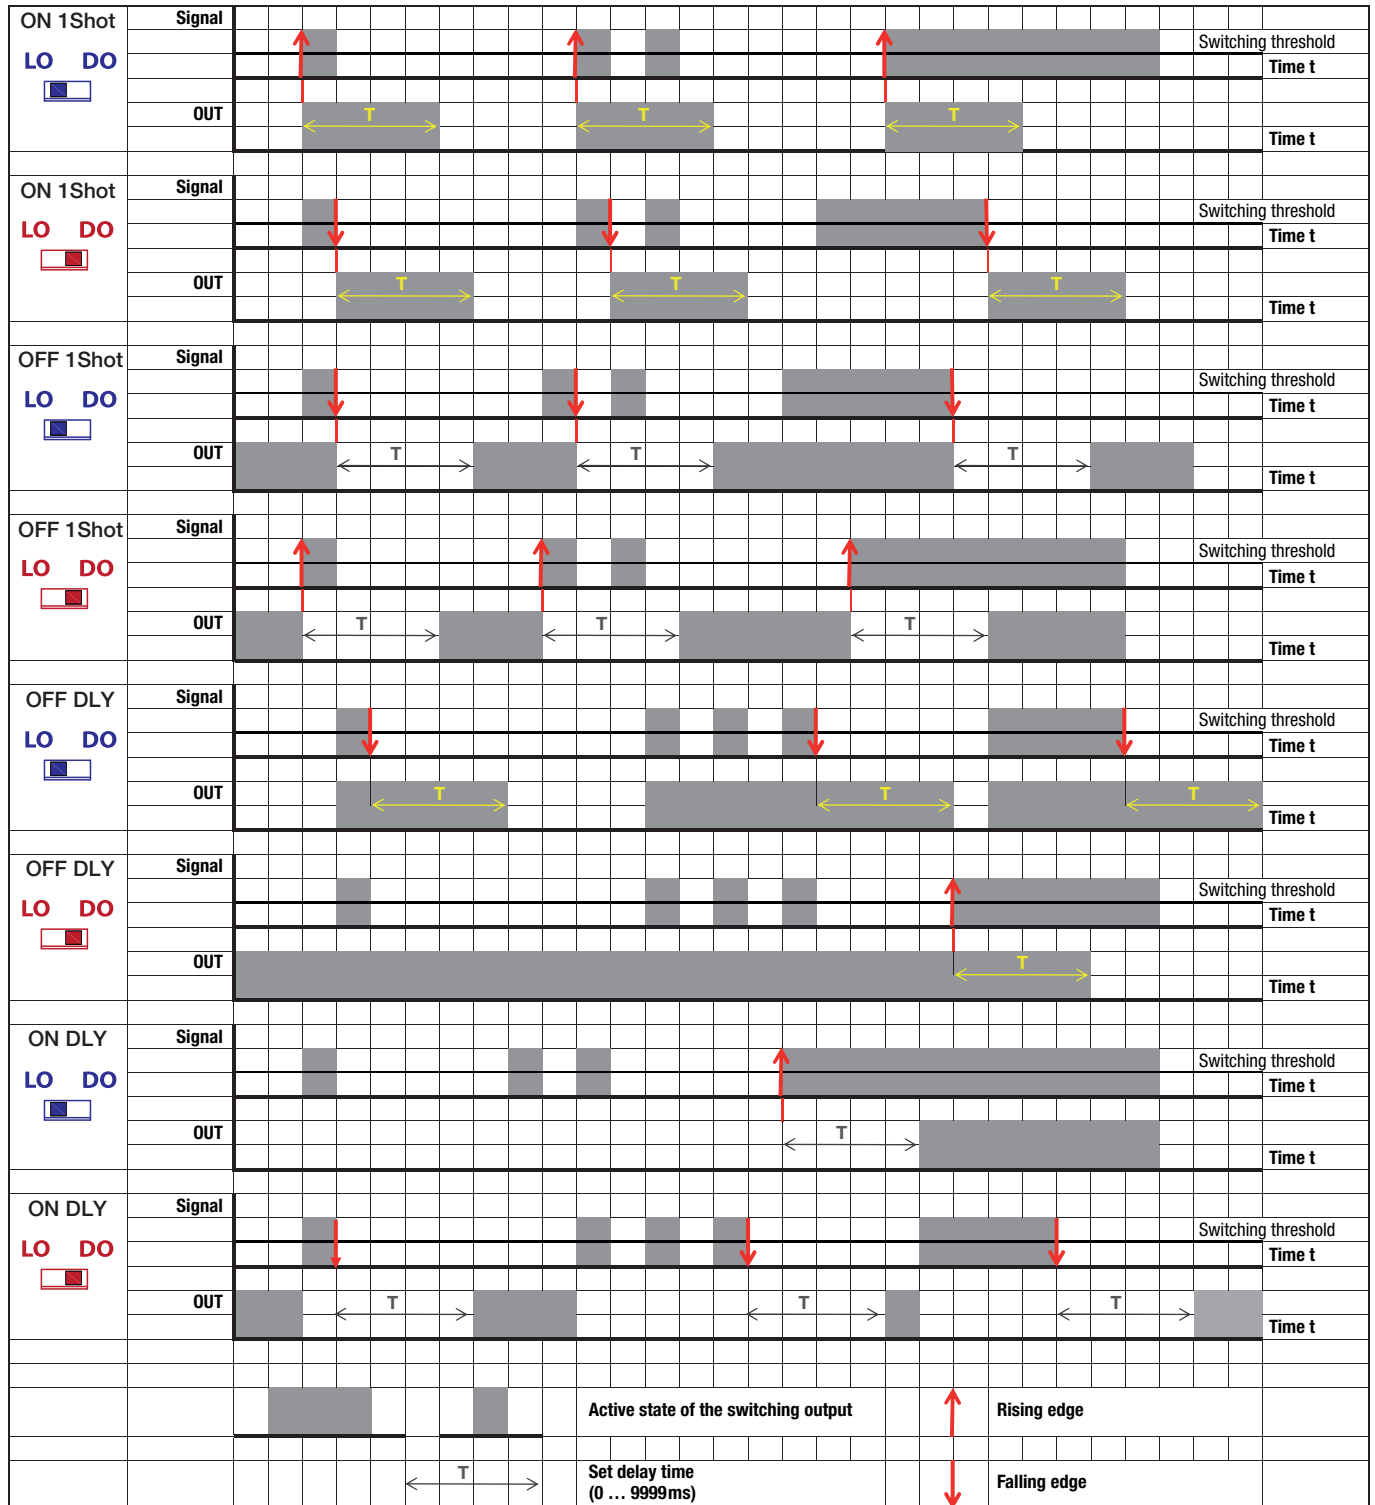 ON 1Shot
Signal
Switching threshold
LO DO
Time t
OUT
T T T
Time t
ON 1Shot
Signal
Switching threshold
LO DO
Time t
OUT
T T T
Time t
OFF 1Shot
Signal
Switching threshold
LO DO
Time t
OUT
T T T
Time t
OFF 1Shot
Signal
Switching threshold
LO DO
Time t
OUT
T T T
Time t
OFF DLY
Signal
Switching threshold
LO DO
Time t
OUT
T T T
Time t
OFF DLY
Signal
Switching threshold
LO DO
Time t
OUT
T
Time t
ON DLY
Signal
Switching threshold
LO DO
Time t
OUT
T
Time t
ON DLY
Signal
Switching threshold
LO DO
Time t
OUT
T T T
Time t
Active state of the switching output
Rising edge
T
Set delay time
(0 … 9999ms)
Falling edge